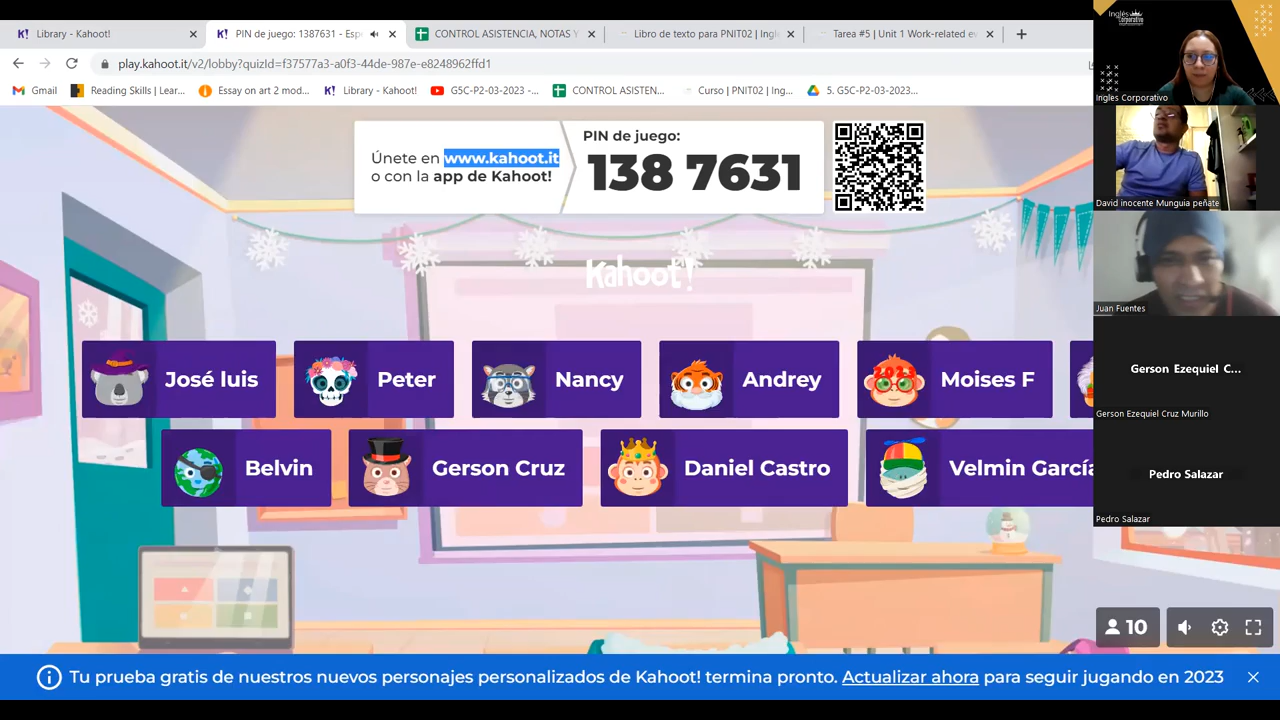 Library - Kahoot!
PIN de juego: 1387631 - Esp
CONTROL ASISTENCIA, NOTAS Y
Libro de texto para PNIT02 | Ingl
Tarea #5 | Unit 1 Work-related ev
play.kahoot.it/v2/lobby?quizId=f37577a3-a0f3-44de-987e-e8248962ffd1
Gmail
Reading Skills | Lear...
Essay on art 2 mod...
Library - Kahoot!
G5C-P2-03-2023 -...
CONTROL ASISTEN...
Curso | PNIT02 | Ing...
5. G5C-P2-03-2023...
Únete en www.kahoot.it
o con la app de Kahoot!
PIN de juego:
138 7631
Kahoot!
José luis
Peter
Nancy
Andrey
Moises F
Belvin
Gerson Cruz
Daniel Castro
Velmin García
10
Tu prueba gratis de nuestros nuevos personajes personalizados de Kahoot! termina pronto. Actualizar ahora para seguir jugando en 2023
Inglés
Corporativo
Ingles Corporativo
David inocente Munguia peñate
Juan Fuentes
Gerson Ezequiel C...
Gerson Ezequiel Cruz Murillo
Pedro Salazar
Pedro Salazar